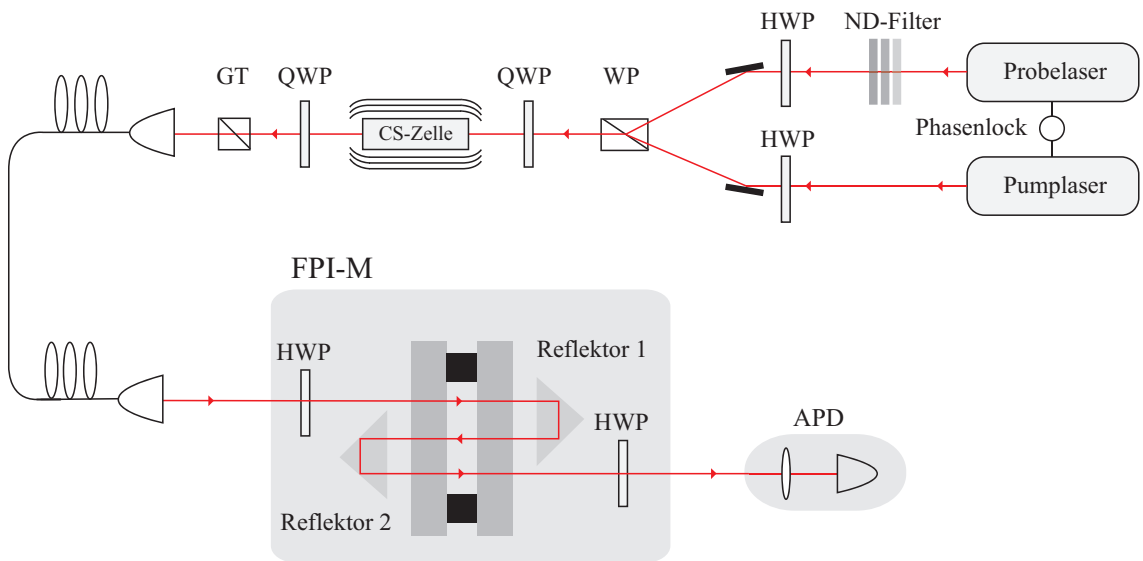 HWP
ND-Filter
GT
QWP
QWP
WP
Probelaser
CS-Zelle
Phasenlock
HWP
Pumplaser
FPI-M
HWP
Reflektor 1
HWP
APD
Reflektor 2